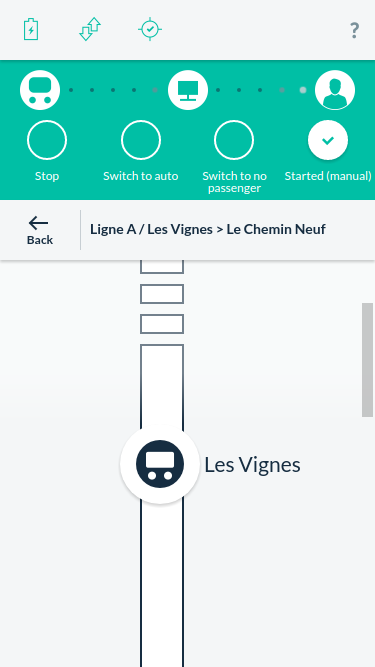 ?
Stop
Switch to auto
Switch to no
passenger
Started (manual)
Back
Ligne A / Les Vignes > Le Chemin Neuf
Les Vignes